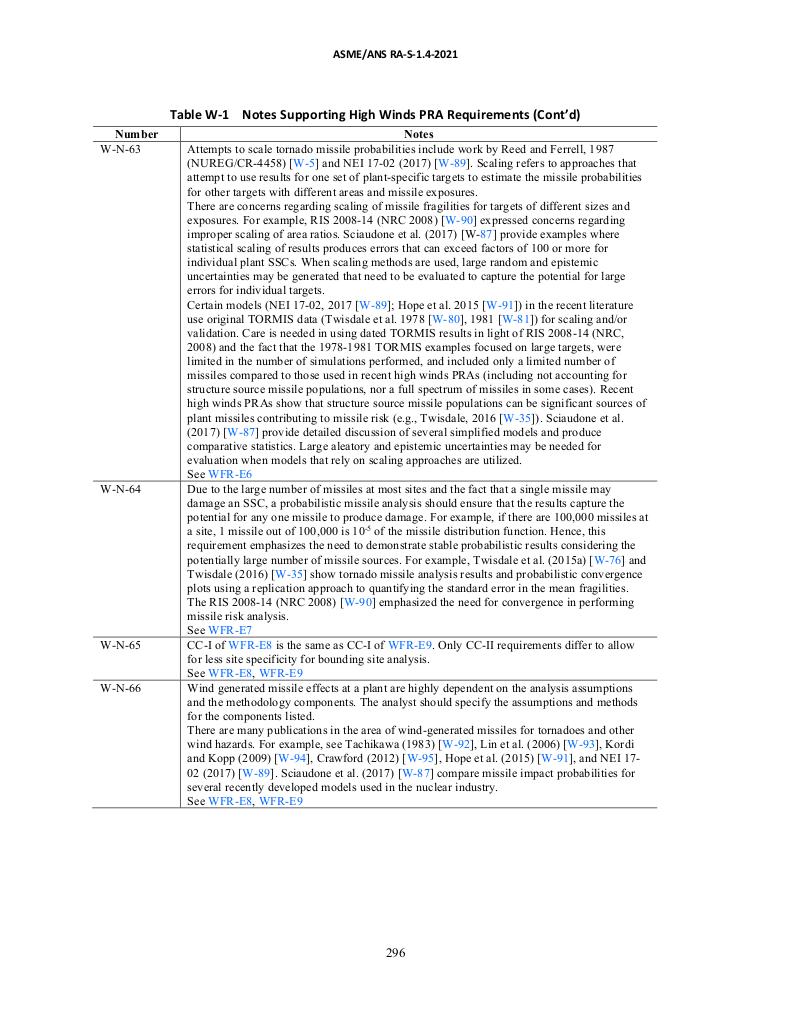 ASME/ANS RA-S-1.4-2021
Table W-1 Notes Supporting High Winds PRA Requirements (Cont'd)
Number Notes
W-N-63 Attempts to scale tornado missile probabilities include work by Reed and Ferrell, 1987
(NUREG/CR-4458) [W-5] and NEI 17-02 (2017) [W-89]. Scaling refers to approaches that
attempt to use results for one set of plant-specific targets to estimate the missile probabilities
for other targets with different areas and missile exposures.
There are concerns regarding scaling of missile fragilities for targets of different sizes and
exposures. For example, RIS 2008-14 (NRC 2008) [W-90] expressed concerns regarding
improper scaling of area ratios. Sciaudone et al. (2017) [W-87] provide examples where
statistical scaling of results produces errors that can exceed factors of 100 or more for
individual plant SSCs. When scaling methods are used, large random and epistemic
uncertainties may be generated that need to be evaluated to capture the potential for large
errors for individual targets.
Certain models (NEI 17-02, 2017 [W-89]; Hope et al. 2015 [W-91]) in the recent literature
use original TORMIS data (Twisdale et al. 1978 [W-80], 1981 [W-81]) for scaling and/or
validation. Care is needed in using dated TORMIS results in light of RIS 2008-14 (NRC,
2008) and the fact that the 1978-1981 TORMIS examples focused on large targets, were
limited in the number of simulations performed, and included only a limited number of
missiles compared to those used in recent high winds PRAs (including not accounting for
structure source missile populations, nor a full spectrum of missiles in some cases). Recent
high winds PRAs show that structure source missile populations can be significant sources of
plant missiles contributing to missile risk (e.g., Twisdale, 2016 [W-35]). Sciaudone et al.
(2017) [W-87] provide detailed discussion of several simplified models and produce
comparative statistics. Large aleatory and epistemic uncertainties may be needed for
evaluation when models that rely on scaling approaches are utilized.
See WFR-E6
W-N-64 Due to the large number of missiles at most sites and the fact that a single missile may
damage an SSC, a probabilistic missile analysis should ensure that the results capture the
potential for any one missile to produce damage. For example, if there are 100,000 missiles at
a site, 1 missile out of 100,000 is 10⁻⁵ of the missile distribution function. Hence, this
requirement emphasizes the need to demonstrate stable probabilistic results considering the
potentially large number of missile sources. For example, Twisdale et al. (2015a) [W-76] and
Twisdale (2016) [W-35] show tornado missile analysis results and probabilistic convergence
plots using a replication approach to quantifying the standard error in the mean fragilities.
The RIS 2008-14 (NRC 2008) [W-90] emphasized the need for convergence in performing
missile risk analysis.
See WFR-E7
W-N-65 CC-I of WFR-E8 is the same as CC-I of WFR-E9. Only CC-II requirements differ to allow
for less site specificity for bounding site analysis.
See WFR-E8, WFR-E9
W-N-66 Wind generated missile effects at a plant are highly dependent on the analysis assumptions
and the methodology components. The analyst should specify the assumptions and methods
for the components listed.
There are many publications in the area of wind-generated missiles for tornadoes and other
wind hazards. For example, see Tachikawa (1983) [W-92], Lin et al. (2006) [W-93], Kordi
and Kopp (2009) [W-94], Crawford (2012) [W-95], Hope et al. (2015) [W-91], and NEI 17-
02 (2017) [W-89]. Sciaudone et al. (2017) [W-87] compare missile impact probabilities for
several recently developed models used in the nuclear industry.
See WFR-E8, WFR-E9
296